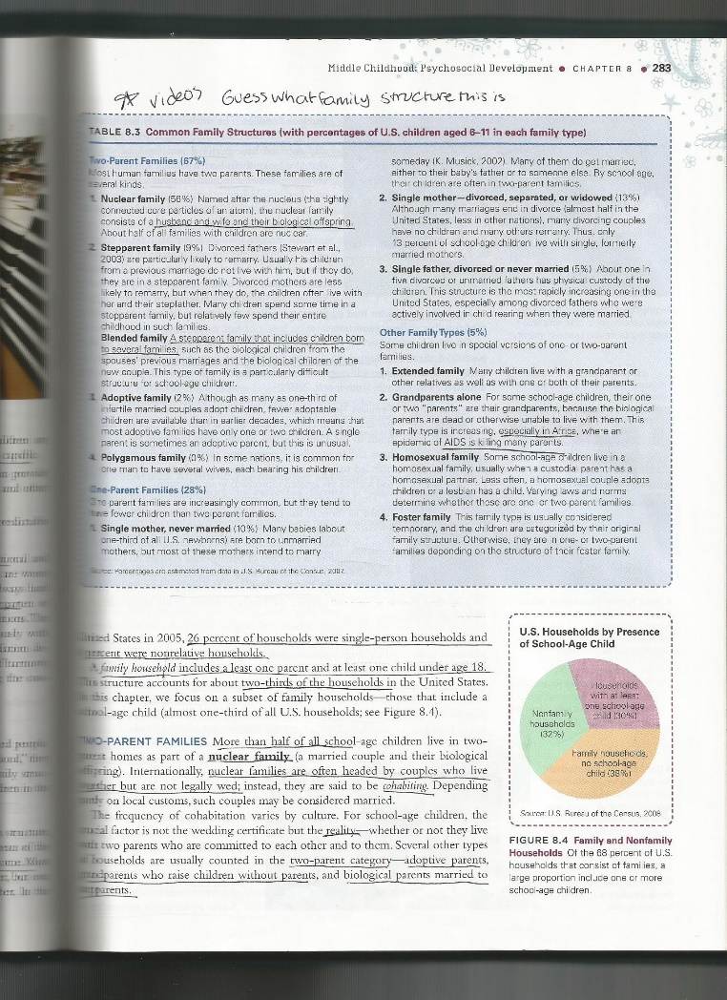 Middle Childhood: Psychosocial Development ● CHAPTER 8 ● 283
videos Guess what family structure this is
TABLE 8.3 Common Family Structures (with percentages of U.S. children aged 6–11 in each family type)
Two-Parent Families (67%)
Most human families have two parents. These families are of
several kinds.
1. Nuclear family (56%) Named after the nucleus (the tightly
connected core particles of an atom), the nuclear family
consists of a husband and wife and their biological offspring.
About half of all families with children are nuclear.
2. Stepparent family (9%) Divorced fathers (Stewart et al.,
2003) are particularly likely to remarry. Usually his children
from a previous marriage do not live with him, but if they do,
they are in a stepparent family. Divorced mothers are less
likely to remarry, but when they do, the children often live with
her and their stepfather. Many children spend some time in a
stepparent family, but relatively few spend their entire
childhood in such families.
Blended family A stepparent family that includes children born
to several families, such as the biological children from the
spouses' previous marriages and the biological children of the
new couple. This type of family is a particularly difficult
structure for school-age children.
3. Adoptive family (2%) Although as many as one-third of
infertile married couples adopt children, fewer adoptable
children are available than in earlier decades, which means that
most adoptive families have only one or two children. A single
parent is sometimes an adoptive parent, but this is unusual.
4. Polygamous family (0%) In some nations, it is common for
one man to have several wives, each bearing his children.
One-Parent Families (28%)
One-parent families are increasingly common, but they tend to
have fewer children than two-parent families.
1. Single mother, never married (10%) Many babies (about
one-third of all U.S. newborns) are born to unmarried
mothers, but most of these mothers intend to marry
someday (K. Musick, 2002). Many of them do get married,
either to their baby's father or to someone else. By school age,
their children are often in two-parent families.
2. Single mother—divorced, separated, or widowed (13%)
Although many marriages end in divorce (almost half in the
United States, less in other nations), many divorcing couples
have no children and many others remarry. Thus, only
13 percent of school-age children live with single, formerly
married mothers.
3. Single father, divorced or never married (5%) About one in
five divorced or unmarried fathers has physical custody of the
children. This structure is the most rapidly increasing one in the
United States, especially among divorced fathers who were
actively involved in child rearing when they were married.
Other Family Types (5%)
Some children live in special versions of one- or two-parent
families.
1. Extended family Many children live with a grandparent or
other relatives as well as with one or both of their parents.
2. Grandparents alone For some school-age children, their one
or two "parents" are their grandparents, because the biological
parents are dead or otherwise unable to live with them. This
family type is increasing, especially in Africa, where an
epidemic of AIDS is killing many parents.
3. Homosexual family Some school-age children live in a
homosexual family, usually when a custodial parent has a
homosexual partner. Less often, a homosexual couple adopts
children or a lesbian has a child. Varying laws and norms
determine whether these are one- or two-parent families.
4. Foster family This family type is usually considered
temporary, and the children are categorized by their original
family structure. Otherwise, they are in one- or two-parent
families depending on the structure of their foster family.
Source: Percentages are estimated from data in U.S. Bureau of the Census, 2007.
States in 2005, 26 percent of households were single-person households and
percent were nonrelative households.
A family household includes a least one parent and at least one child under age 18.
This structure accounts for about two-thirds of the households in the United States.
In this chapter, we focus on a subset of family households—those that include a
school-age child (almost one-third of all U.S. households; see Figure 8.4).
TWO-PARENT FAMILIES More than half of all school-age children live in two-
parent homes as part of a nuclear family (a married couple and their biological
offspring). Internationally, nuclear families are often headed by couples who live
together but are not legally wed; instead, they are said to be cohabiting. Depending
on local customs, such couples may be considered married.
The frequency of cohabitation varies by culture. For school-age children, the
crucial factor is not the wedding certificate but the reality—whether or not they live
with two parents who are committed to each other and to them. Several other types
of households are usually counted in the two-parent category—adoptive parents,
grandparents who raise children without parents, and biological parents married to
stepparents.
U.S. Households by Presence
of School-Age Child
Households
with at least
one school-age
child (30%)
Nonfamily
households
(32%)
Family households,
no school-age
child (38%)
Source: U.S. Bureau of the Census, 2008.
FIGURE 8.4 Family and Nonfamily
Households Of the 68 percent of U.S.
households that consist of families, a
large proportion include one or more
school-age children.